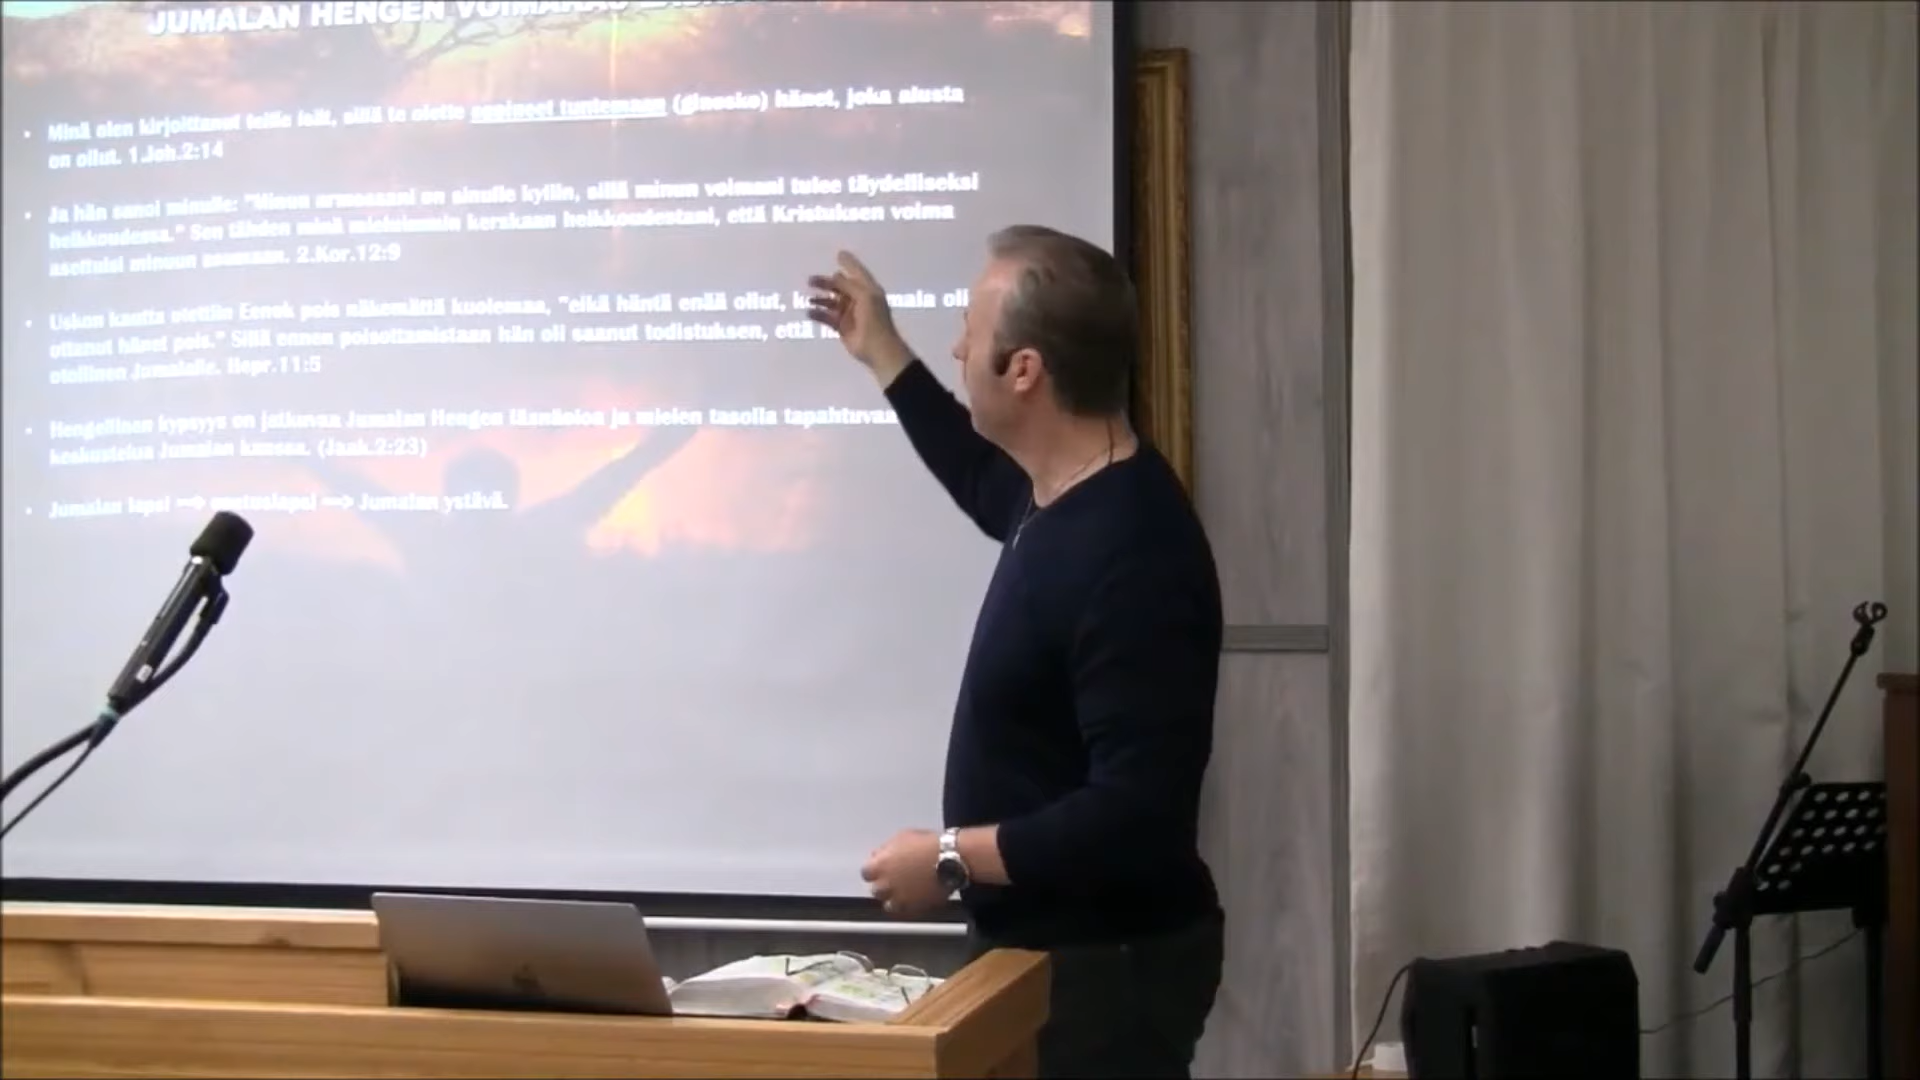 JUMALAN HENGEN VOIMAKAS
Minä olen kirjoittanut teille isät, sillä te olette oppineet tuntemaan (ginosko) hänet, joka alusta
on ollut. 1.Joh.2:14
Ja hän sanoi minulle: "Minun armossani on sinulle kyllin, sillä minun voimani tulee täydelliseksi
heikkoudessa." Sen tähden minä mieluimmin kerskaan heikkoudestani, että Kristuksen voima
asettuisi minuun asumaan. 2.Kor.12:9
Uskon kautta otettiin Eenok pois näkemättä kuolemaa, "eikä häntä enää ollut, oli
ottanut hänet pois." Sillä ennen poisottamistaan hän oli saanut todistuksen, että
otollinen Jumalalle. Hepr.11:5
Hengellinen kypsyys on jatkuvaa Jumalan Hengen läsnäoloa ja mielen tasolla tapahtuvaa
keskustelua Jumalan kanssa. (Jaak.2:23)
Jumalan lapsi ==> opetuslapsi ==> Jumalan ystävä.